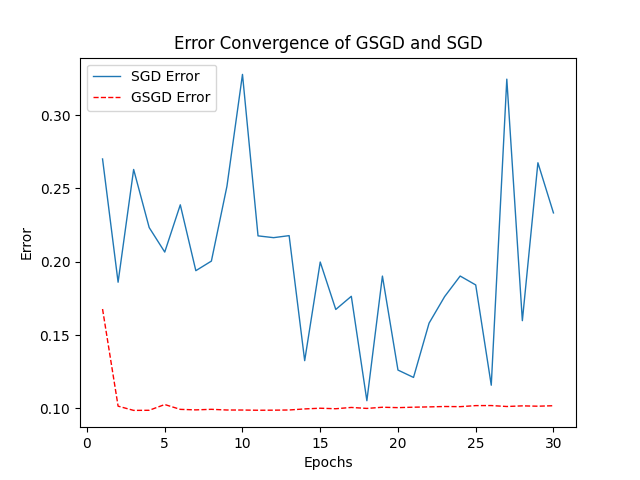 Error Convergence of GSGD and SGD
SGD Error
GSGD Error
0.30
0.25
0.20
0.15
0.10
Error
0 5 10 15 20 25 30
Epochs